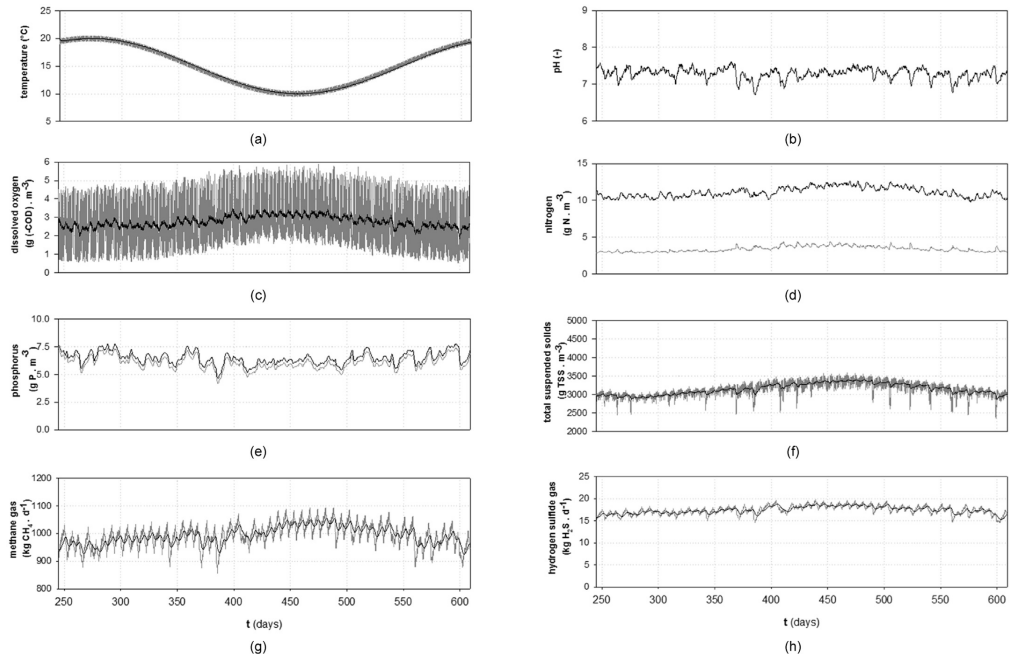 25
20
15
10
5
temperature (°C)
(a)
9
8
7
6
pH (-)
(b)
6
5
4
3
2
1
0
dissolved oxygen
(g (-COD) . m⁻³)
(c)
15
10
5
0
nitrogen
(g N . m⁻³)
(d)
10.0
7.5
5.0
2.5
0.0
phosphorus
(e)
5000
4500
4000
3500
3000
2500
2000
total suspended solids
(g TSS . m⁻³)
(f)
1200
1100
1000
900
800
methane gas
(kg CH₄ . d⁻¹)
250 300 350 400 450 500 550 600
t (days)
(g)
25
20
15
10
5
0
hydrogen sulfide gas
(kg H₂S . d⁻¹)
250 300 350 400 450 500 550 600
t (days)
(h)